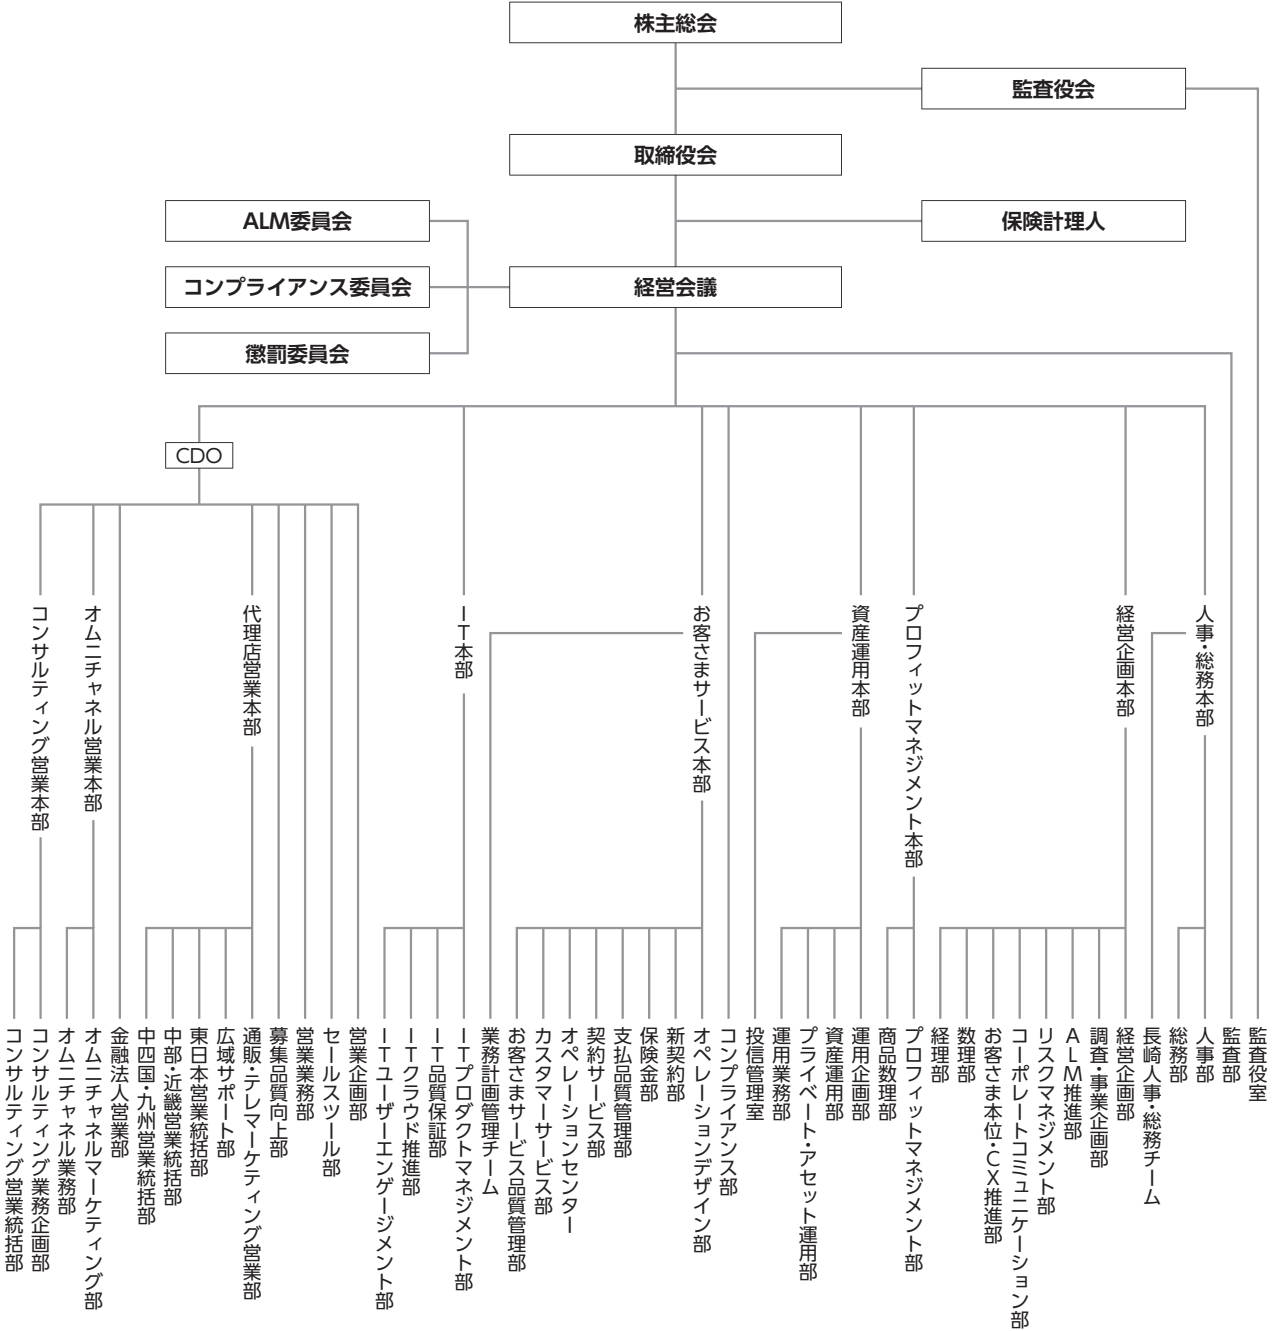 株主総会
監査役会
取締役会
ALM委員会
保険計理人
コンプライアンス委員会
経営会議
懲罰委員会
CDO
人事・総務本部
経営企画本部
プロフィットマネジメント本部
資産運用本部
お客さまサービス本部
IT本部
代理店営業本部
オムニチャネル営業本部
コンサルティング営業本部
監査役室
監査部
人事部
総務部
長崎人事・総務チーム
経営企画部
調査・事業企画部
ALM推進部
リスクマネジメント部
コーポレートコミュニケーション部
お客さま本位・CX推進部
数理部
経理部
プロフィットマネジメント部
商品数理部
運用企画部
資産運用部
プライベート・アセット運用部
運用業務部
投信管理室
コンプライアンス部
オペレーションデザイン部
新契約部
保険金部
支払品質管理部
契約サービス部
オペレーションセンター
カスタマーサービス部
お客さまサービス品質管理部
業務計画管理チーム
ITプロダクトマネジメント部
IT品質保証部
ITクラウド推進部
ITユーザーエンゲージメント部
営業企画部
セールスツール部
営業業務部
募集品質向上部
通販・テレマーケティング営業部
広域サポート部
東日本営業統括部
中部・近畿営業統括部
中四国・九州営業統括部
金融法人営業部
オムニチャネルマーケティング部
オムニチャネル業務部
コンサルティング業務企画部
コンサルティング営業統括部